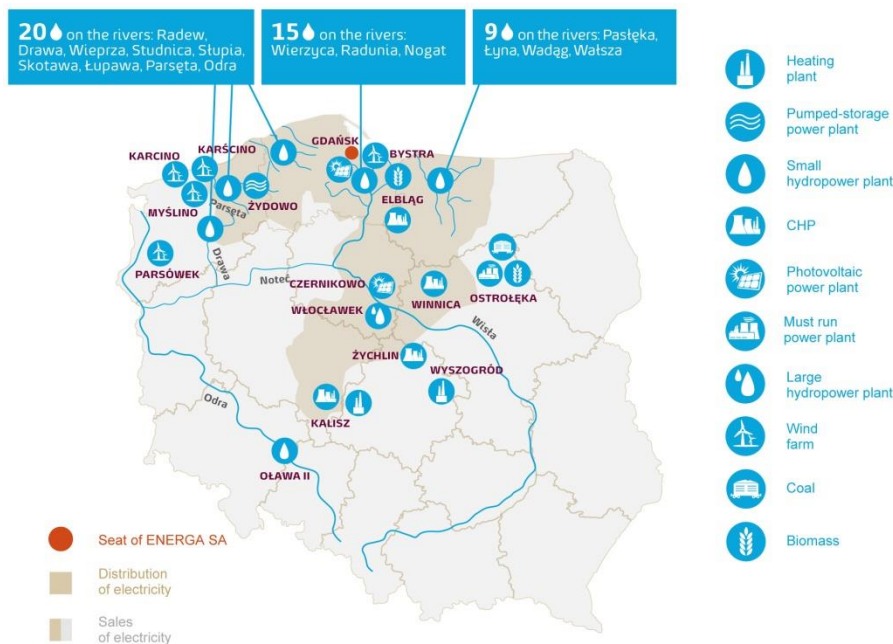 20 on the rivers: Radew,
Drawa, Wieprza, Studnica, Słupia,
Skotawa, Łupawa, Parsęta, Odra
15 on the rivers:
Wierzyca, Radunia, Nogat
9 on the rivers: Pasłęka,
Łyna, Wadąg, Wałsza
GDAŃSK
KARŚCINO
KARCINO
BYSTRA
MYŚLINO
Parsęta
ŻYDOWO
ELBLĄG
PARSÓWEK
Drawa
Noteć
CZERNIKOWO
WINNICA
OSTROŁĘKA
WŁOCŁAWEK
Wisła
ŻYCHLIN
WYSZOGRÓD
Odra
KALISZ
OŁAWA II
Seat of ENERGA SA
Distribution
of electricity
Sales
of electricity
Heating
plant
Pumped-storage
power plant
Small
hydropower plant
CHP
Photovoltaic
power plant
Must run
power plant
Large
hydropower plant
Wind
farm
Coal
Biomass